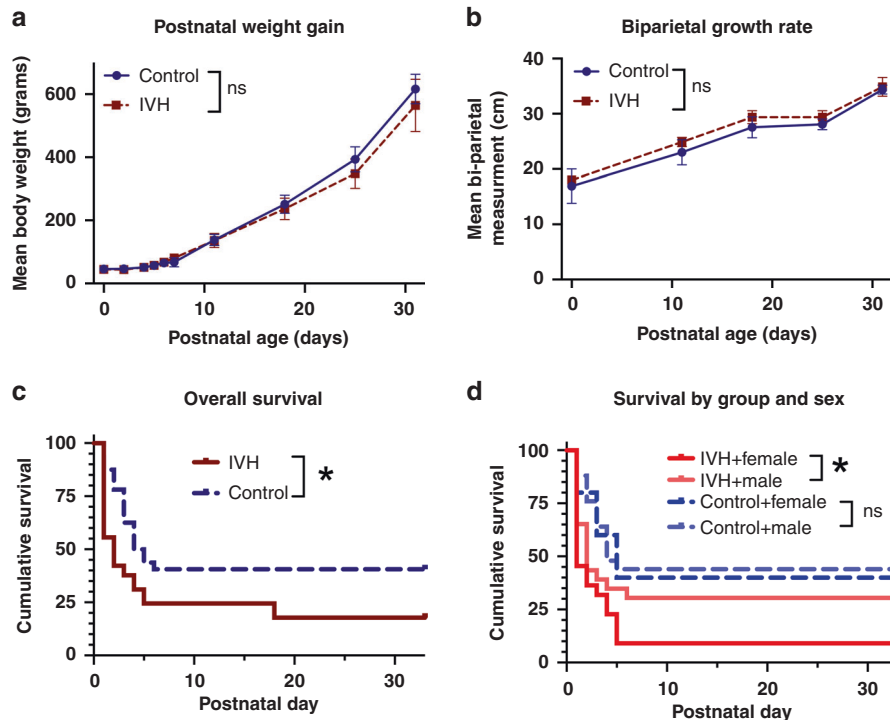 a
Postnatal weight gain
Mean body weight (grams)
600
400
200
0
Control
IVH
ns
0 10 20 30
Postnatal age (days)
b
Biparietal growth rate
Mean bi-parietal
measurment (cm)
40
30
20
10
0
Control
IVH
ns
0 10 20 30
Postnatal age (days)
c
Overall survival
Cumulative survival
100
75
50
25
0
IVH
Control
*
0 10 20 30
Postnatal day
d
Survival by group and sex
Cumulative survival
100
75
50
25
0
IVH+female
IVH+male
*
Control+female
Control+male
ns
0 10 20 30
Postnatal day